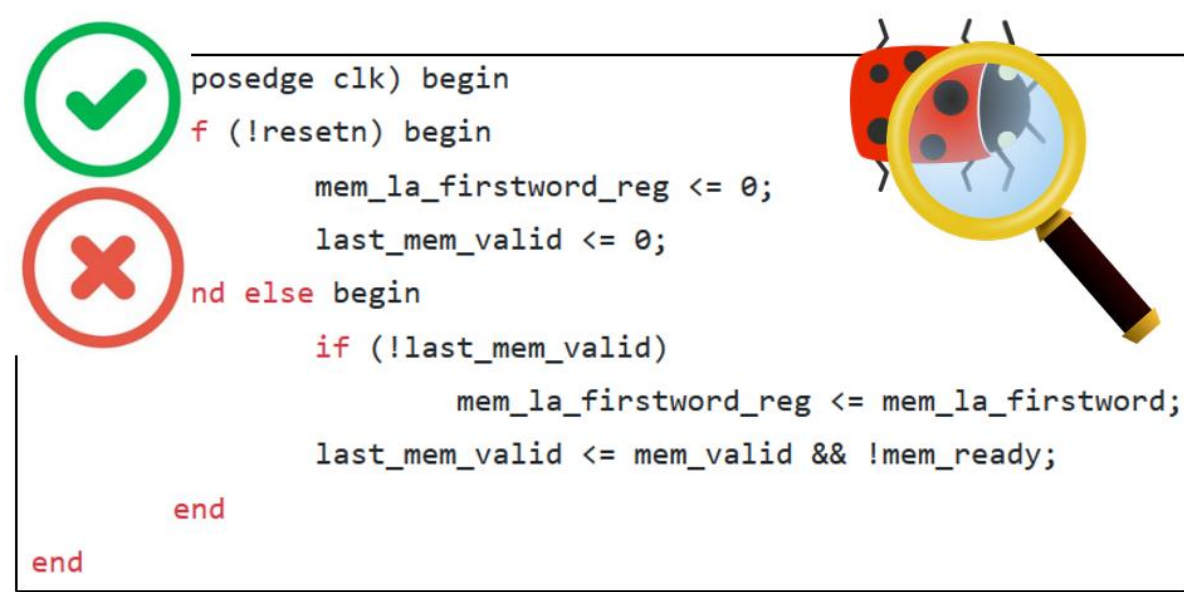 posedge clk) begin
f (!resetn) begin
mem_la_firstword_reg <= 0;
last_mem_valid <= 0;
nd else begin
if (!last_mem_valid)
mem_la_firstword_reg <= mem_la_firstword;
last_mem_valid <= mem_valid && !mem_ready;
end
end